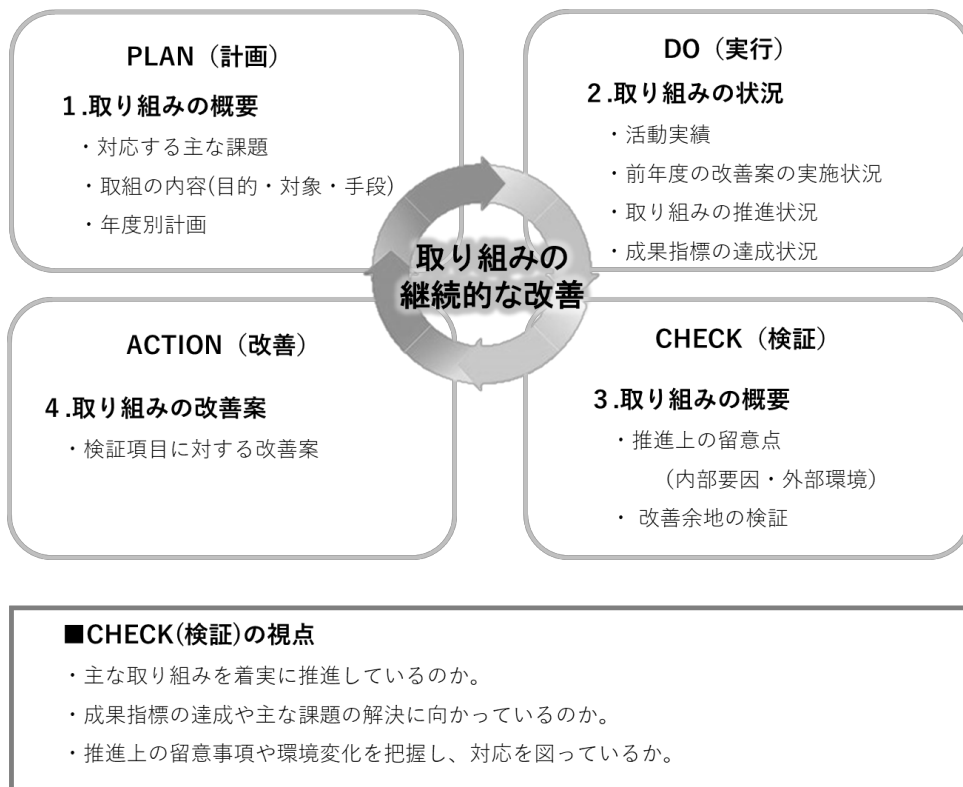 PLAN（計画）
１.取り組みの概要
・対応する主な課題
・取組の内容(目的・対象・手段)
・年度別計画
DO（実行）
２.取り組みの状況
・活動実績
・前年度の改善案の実施状況
・取り組みの推進状況
・成果指標の達成状況
取り組みの
継続的な改善
ACTION（改善）
４.取り組みの改善案
・検証項目に対する改善案
CHECK（検証）
３.取り組みの概要
・推進上の留意点
（内部要因・外部環境）
・ 改善余地の検証
■CHECK(検証)の視点
・主な取り組みを着実に推進しているのか。
・成果指標の達成や主な課題の解決に向かっているのか。
・推進上の留意事項や環境変化を把握し、対応を図っているか。